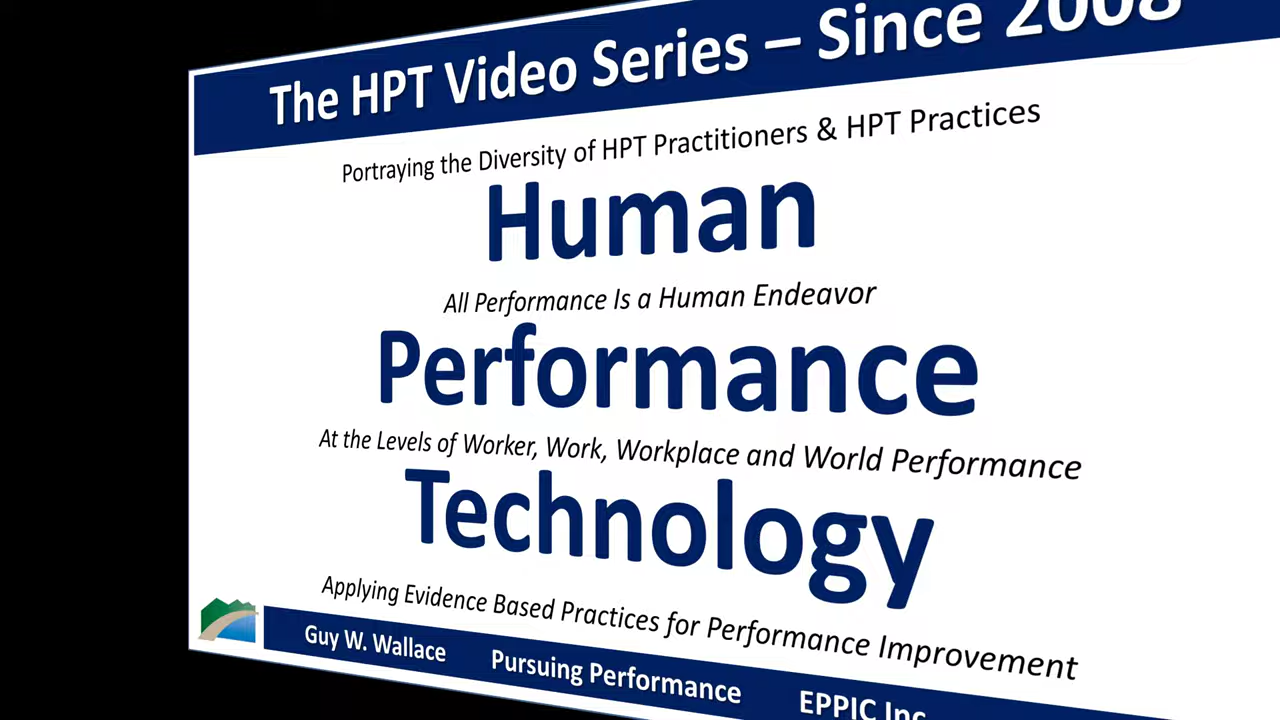 The HPT Video Series – Since 2008
Portraying the Diversity of HPT Practitioners & HPT Practices
Human
All Performance Is a Human Endeavor
Performance
At the Levels of Worker, Work, Workplace and World Performance
Technology
Applying Evidence Based Practices for Performance Improvement
Guy W. Wallace Pursuing Performance EPPIC Inc